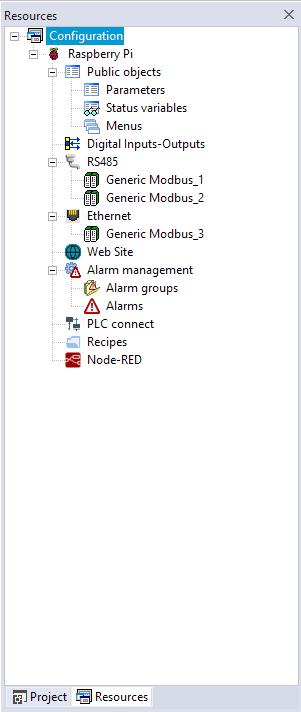 Resources
Configuration
Raspberry Pi
Public objects
Parameters
Status variables
Menus
Digital Inputs-Outputs
RS485
Generic Modbus_1
Generic Modbus_2
Ethernet
Generic Modbus_3
Web Site
Alarm management
Alarm groups
Alarms
PLC connect
Recipes
Node-RED
Project Resources